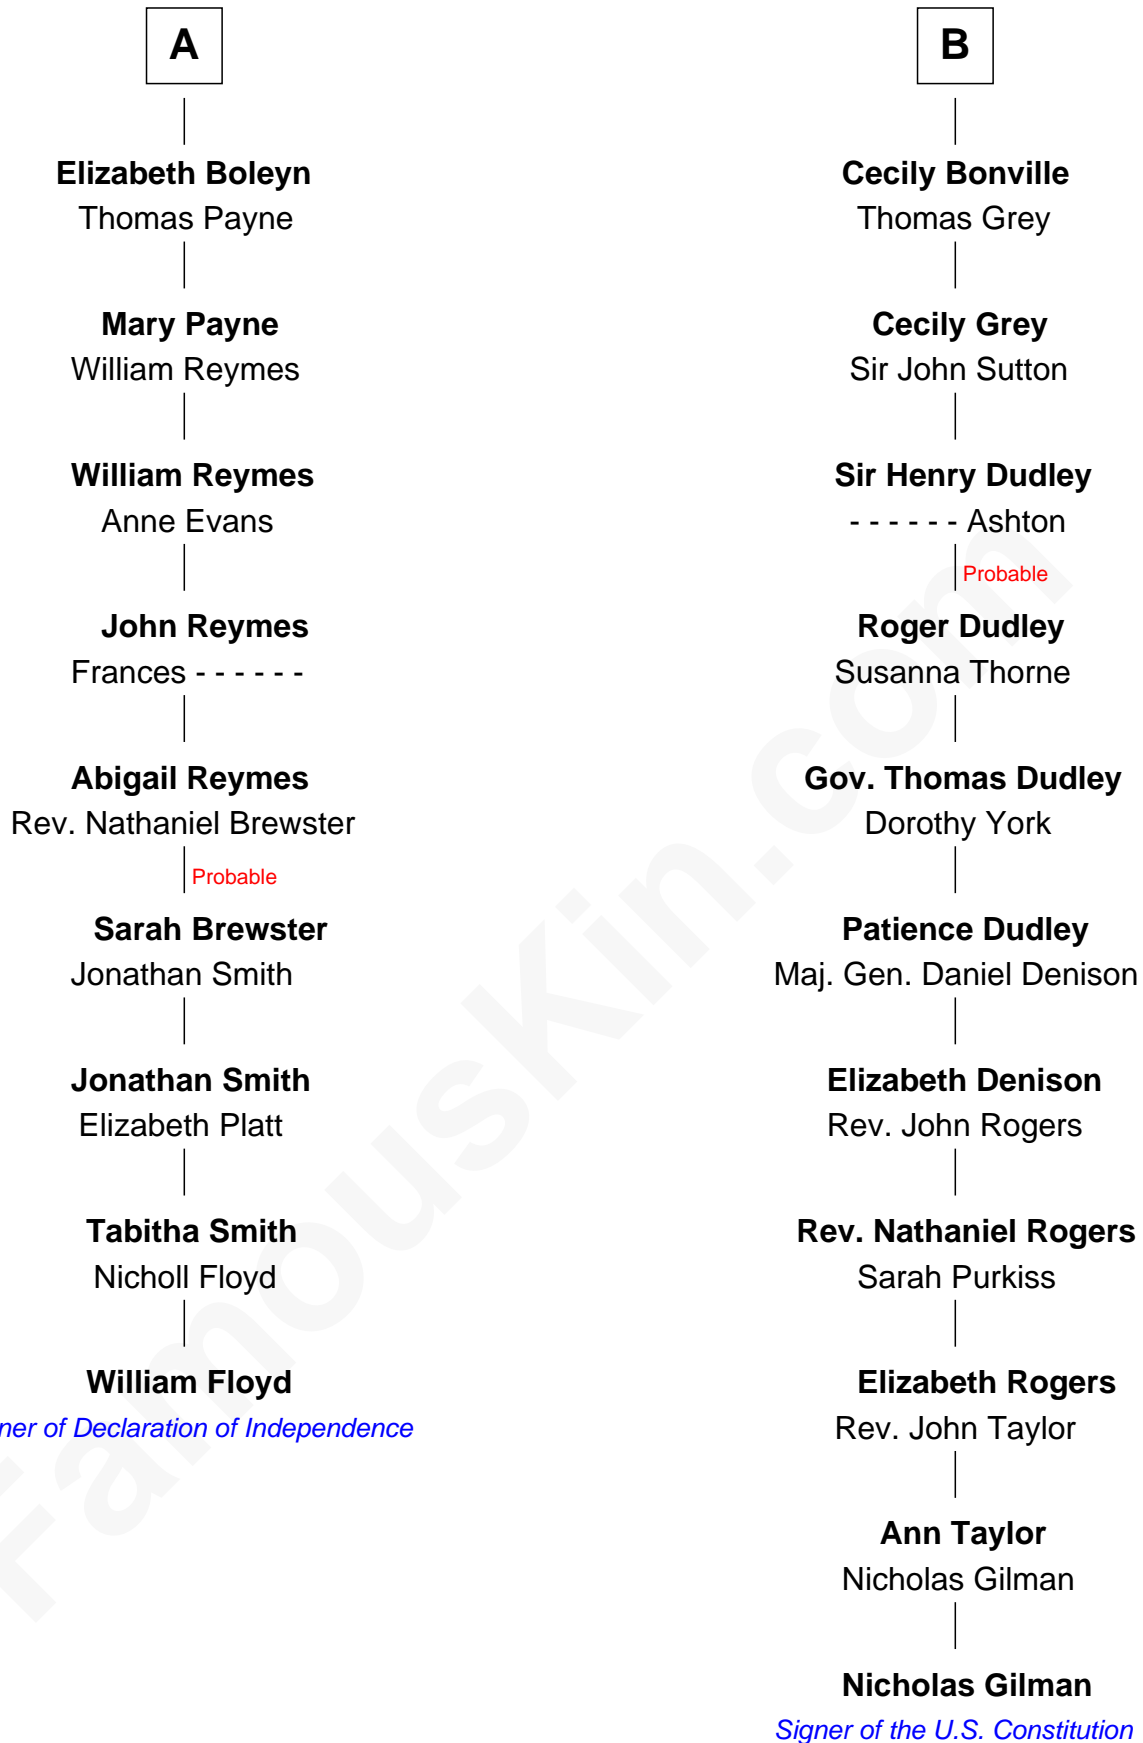 A
Elizabeth Boleyn
Thomas Payne
Mary Payne
William Reymes
William Reymes
Anne Evans
John Reymes
Frances - - - - - -
Abigail Reymes
Rev. Nathaniel Brewster
Probable
Sarah Brewster
Jonathan Smith
Jonathan Smith
Elizabeth Platt
Tabitha Smith
Nicholl Floyd
William Floyd
ner of Declaration of Independence
B
Cecily Bonville
Thomas Grey
Cecily Grey
Sir John Sutton
Sir Henry Dudley
- - - - - - Ashton
Probable
Roger Dudley
Susanna Thorne
Gov. Thomas Dudley
Dorothy York
Patience Dudley
Maj. Gen. Daniel Denison
Elizabeth Denison
Rev. John Rogers
Rev. Nathaniel Rogers
Sarah Purkiss
Elizabeth Rogers
Rev. John Taylor
Ann Taylor
Nicholas Gilman
Nicholas Gilman
Signer of the U.S. Constitution
FamousKin.com